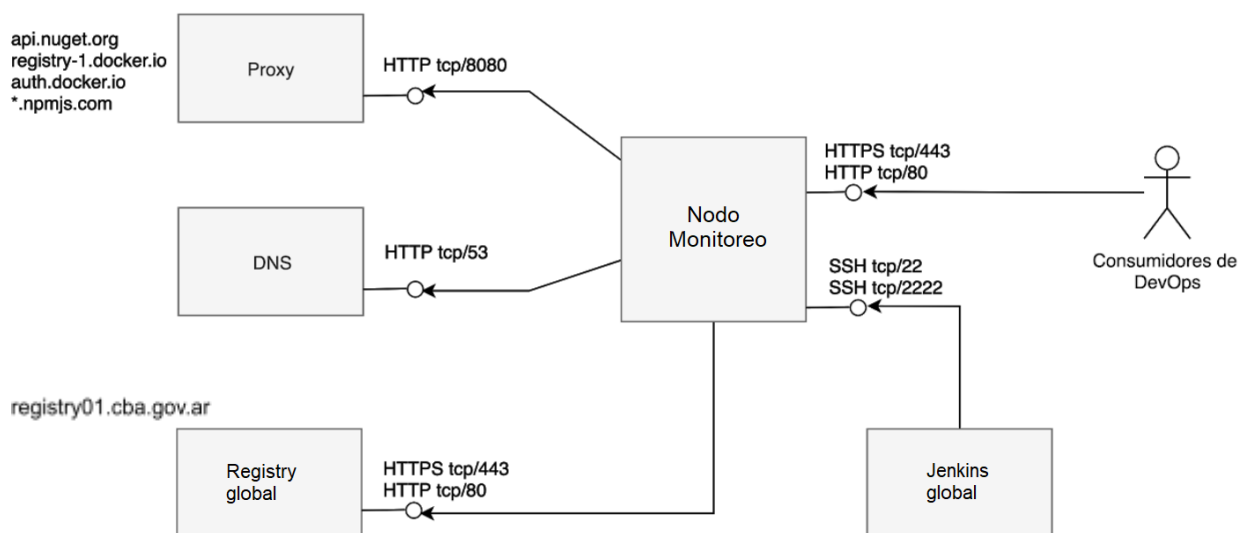 api.nuget.org
registry-1.docker.io
auth.docker.io
*.npmjs.com
Proxy
HTTP tcp/8080
DNS
HTTP tcp/53
Nodo
Monitoreo
HTTPS tcp/443
HTTP tcp/80
Consumidores de
DevOps
SSH tcp/22
SSH tcp/2222
registry01.cba.gov.ar
Registry
global
HTTPS tcp/443
HTTP tcp/80
Jenkins
global